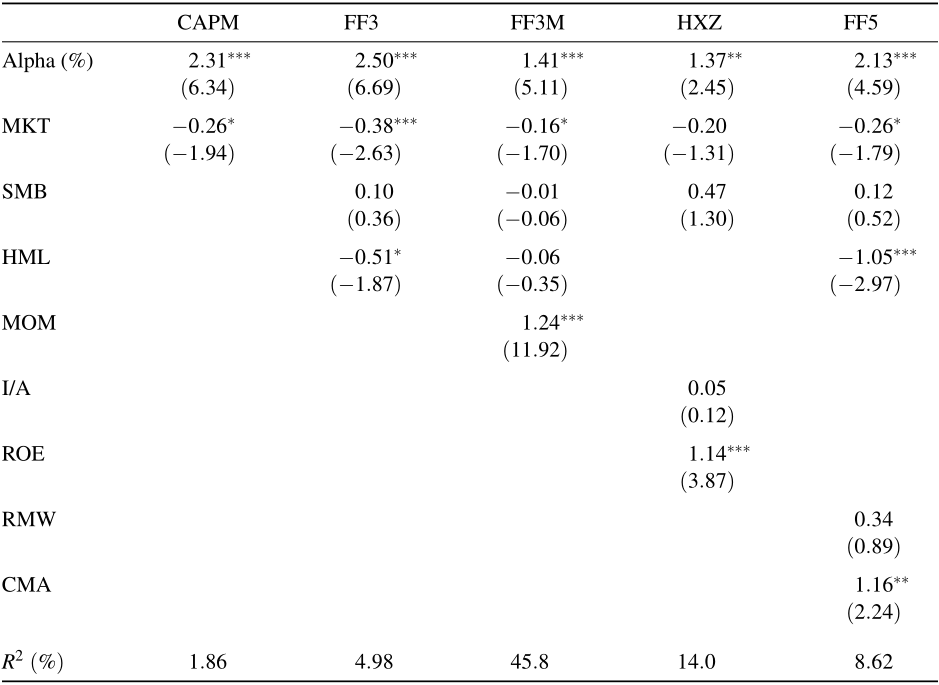 CAPM FF3 FF3M HXZ FF5
Alpha (%) 2.31*** 2.50*** 1.41*** 1.37** 2.13***
(6.34) (6.69) (5.11) (2.45) (4.59)
MKT −0.26* −0.38*** −0.16* −0.20 −0.26*
(−1.94) (−2.63) (−1.70) (−1.31) (−1.79)
SMB 0.10 −0.01 0.47 0.12
(0.36) (−0.06) (1.30) (0.52)
HML −0.51* −0.06 −1.05***
(−1.87) (−0.35) (−2.97)
MOM 1.24***
(11.92)
I/A 0.05
(0.12)
ROE 1.14***
(3.87)
RMW 0.34
(0.89)
CMA 1.16**
(2.24)
R² (%) 1.86 4.98 45.8 14.0 8.62